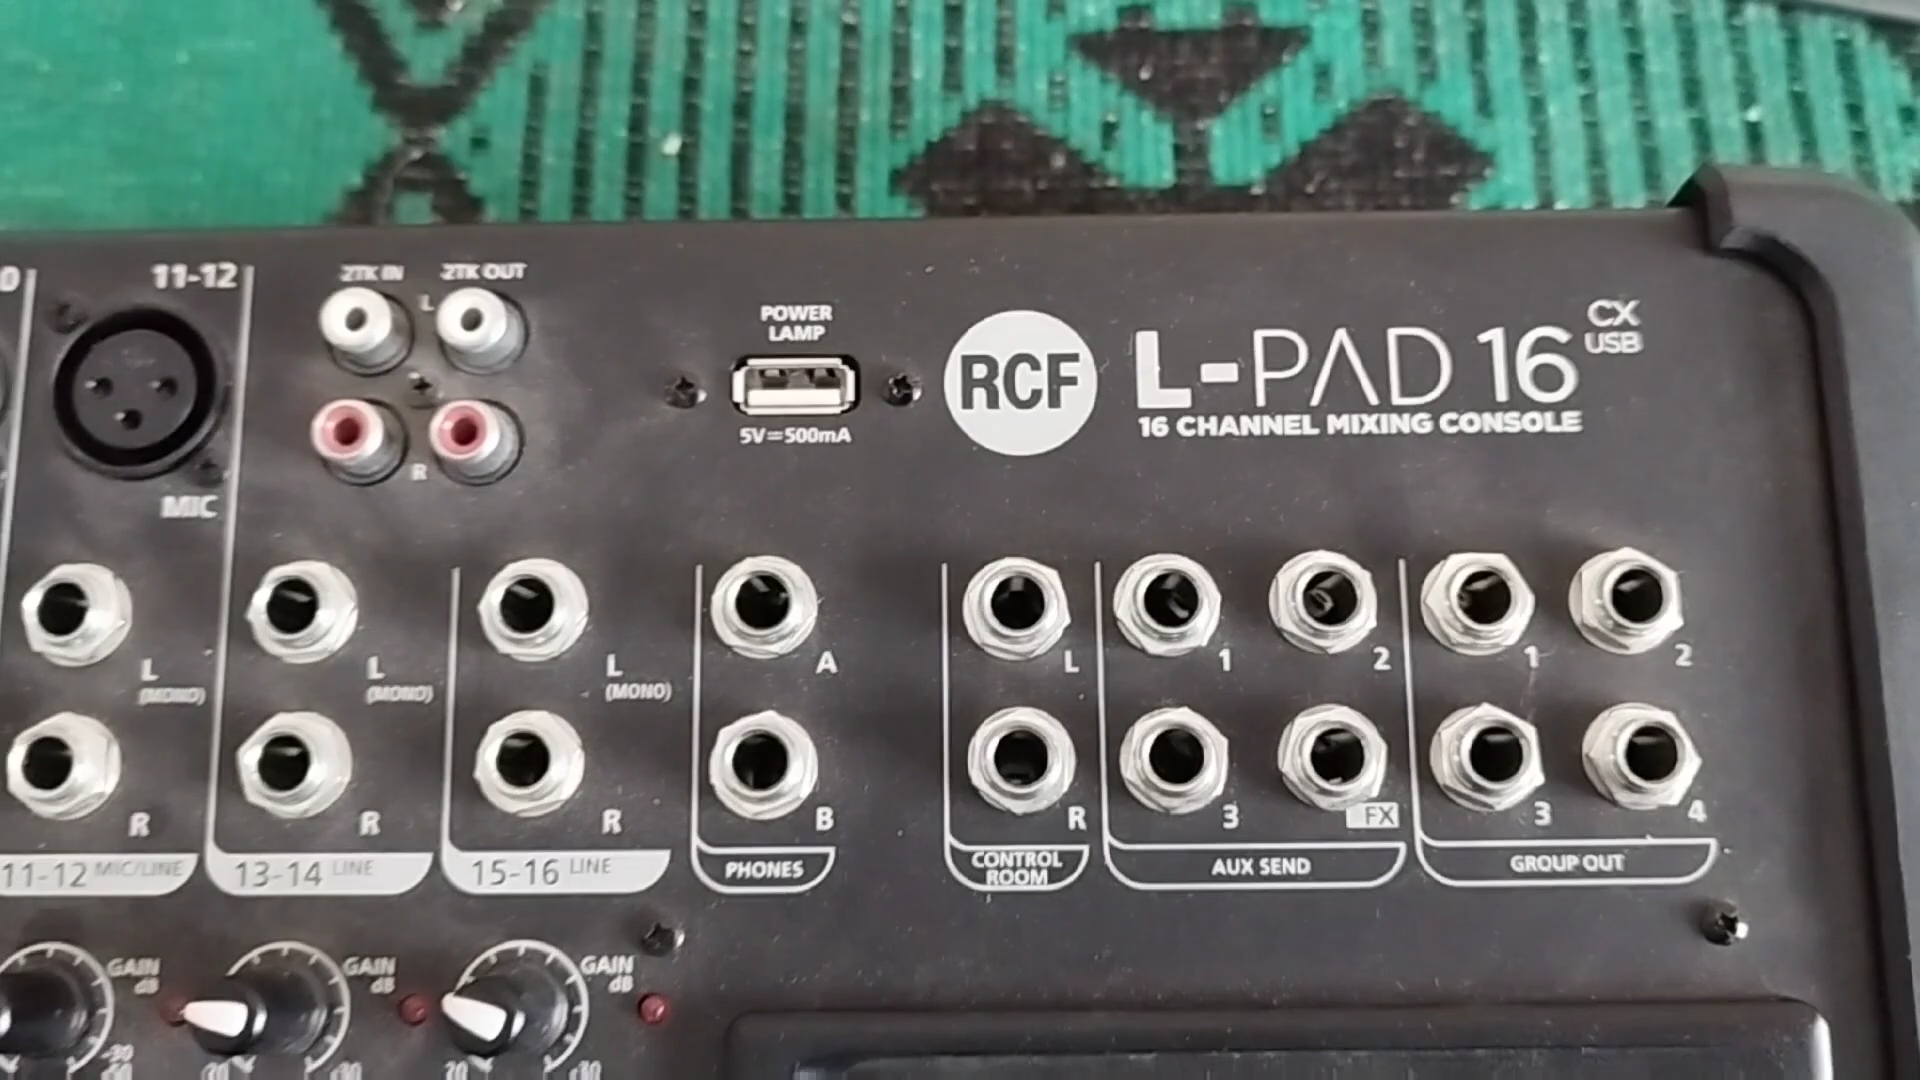 0
11-12
2TK IN
2TK OUT
L
R
MIC
POWER
LAMP
5V=500mA
RCF
L-PAD 16 CX
USB
16 CHANNEL MIXING CONSOLE
L
(MONO)
L
(MONO)
L
(MONO)
A
L
1
2
1
2
R
R
R
B
R
3
FX
3
4
11-12 MIC/LINE
13-14 LINE
15-16 LINE
PHONES
CONTROL
ROOM
AUX SEND
GROUP OUT
GAIN
dB
GAIN
dB
GAIN
dB